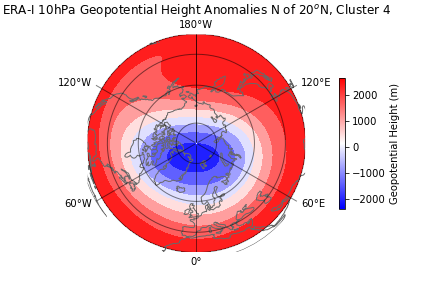 ERA-I 10hPa Geopotential Height Anomalies N of 20°N, Cluster 4
180°W
120°W
120°E
60°W
60°E
0°
2000
1000
0
−1000
−2000
Geopotential Height (m)